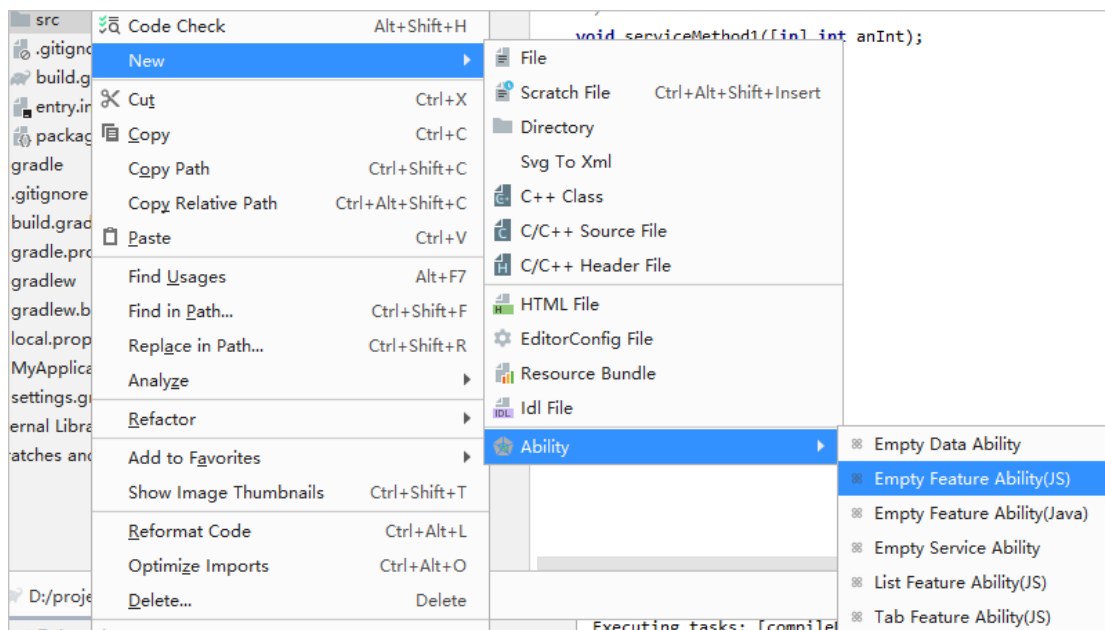 src
.gitigno
build.g
entry.in
packag
gradle
.gitignore
build.grad
gradle.pro
gradlew
gradlew.b
local.prop
MyApplica
settings.gr
ernal Libra
ratches and
D:/proje
Code Check Alt+Shift+H
New
Cut Ctrl+X
Copy Ctrl+C
Copy Path Ctrl+Shift+C
Copy Relative Path Ctrl+Alt+Shift+C
Paste Ctrl+V
Find Usages Alt+F7
Find in Path... Ctrl+Shift+F
Replace in Path... Ctrl+Shift+R
Analyze
Refactor
Add to Favorites
Show Image Thumbnails Ctrl+Shift+T
Reformat Code Ctrl+Alt+L
Optimize Imports Ctrl+Alt+O
Delete... Delete
void serviceMethod1([in] int anInt);
File
Scratch File Ctrl+Alt+Shift+Insert
Directory
Svg To Xml
C++ Class
C/C++ Source File
C/C++ Header File
HTML File
EditorConfig File
Resource Bundle
Idl File
Ability
Empty Data Ability
Empty Feature Ability(JS)
Empty Feature Ability(Java)
Empty Service Ability
List Feature Ability(JS)
Tab Feature Ability(JS)
Executing tasks: [compile